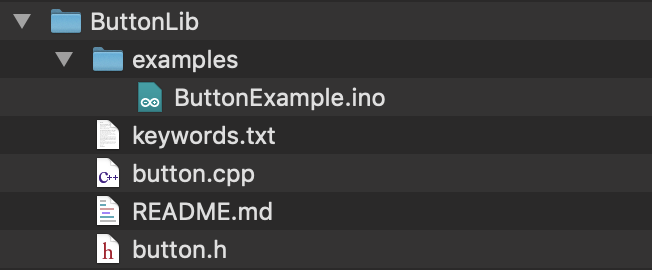 ButtonLib
examples
ButtonExample.ino
keywords.txt
button.cpp
README.md
button.h